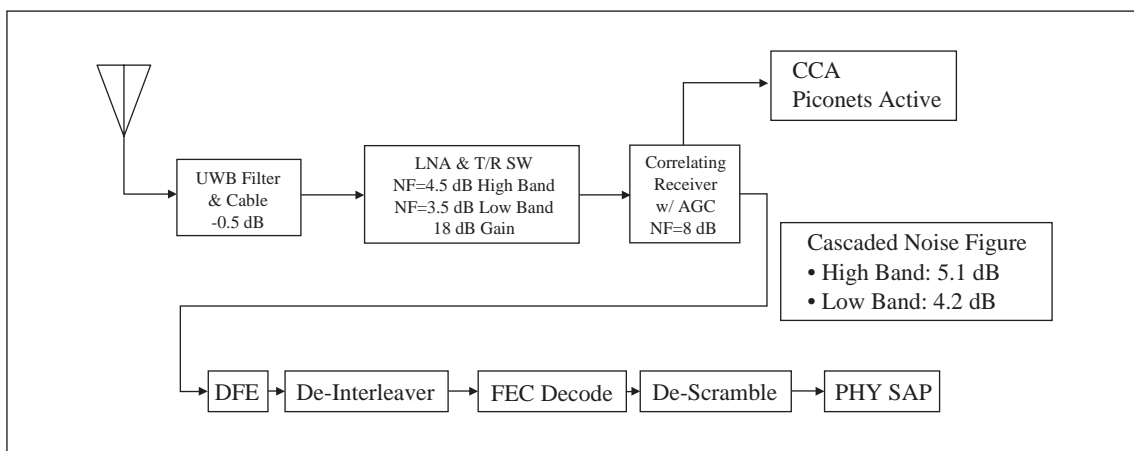 CCA
Piconets Active
UWB Filter
& Cable
-0.5 dB
LNA & T/R SW
NF=4.5 dB High Band
NF=3.5 dB Low Band
18 dB Gain
Correlating
Receiver
w/ AGC
NF=8 dB
Cascaded Noise Figure
• High Band: 5.1 dB
• Low Band: 4.2 dB
DFE
De-Interleaver
FEC Decode
De-Scramble
PHY SAP